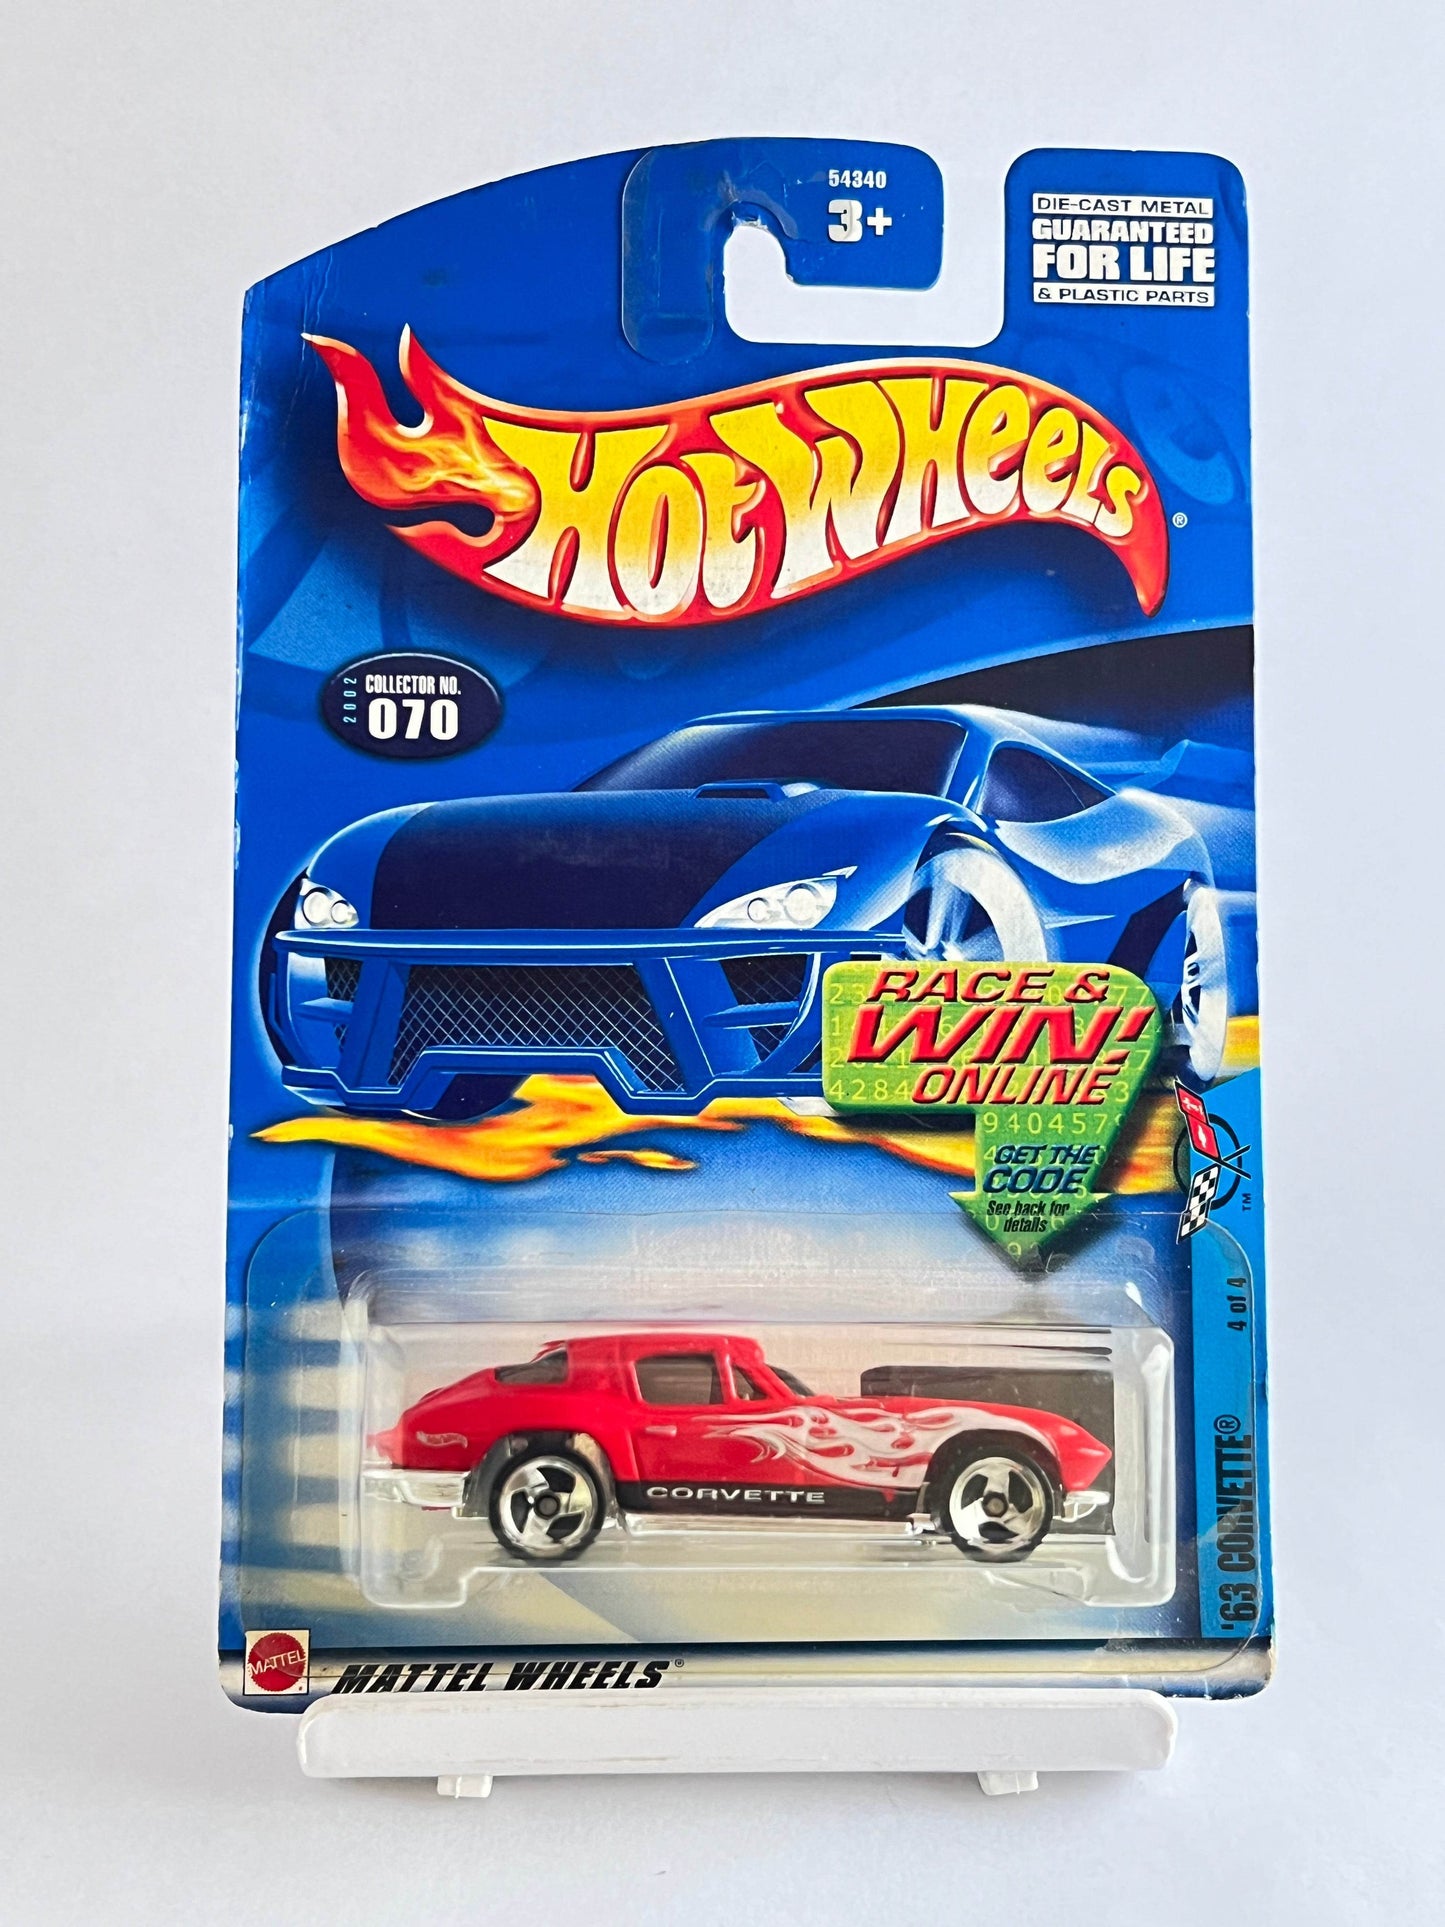 54340
3+
DIE-CAST METAL
GUARANTEED
FOR LIFE
& PLASTIC PARTS
HOT WHEELS®
2002
COLLECTOR NO.
070
RACE &
WIN!
ONLINE
GET THE
CODE
See back for
details
TM
4 of 4
'63 CORVETTE®
CORVETTE
MATTEL
MATTEL WHEELS®